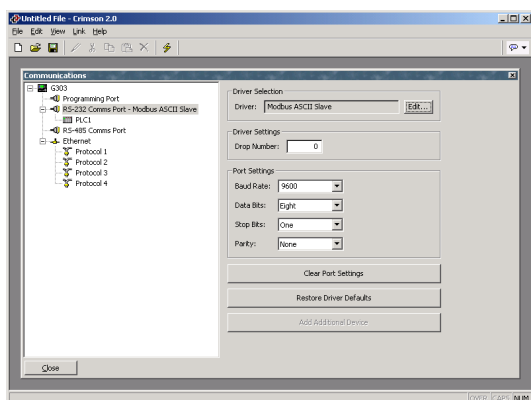 Untitled File - Crimson 2.0
File Edit View Link Help
Communications
G303
Programming Port
RS-232 Comms Port - Modbus ASCII Slave
PLC1
RS-485 Comms Port
Ethernet
Protocol 1
Protocol 2
Protocol 3
Protocol 4
Driver Selection
Driver: Modbus ASCII Slave Edit...
Driver Settings
Drop Number: 0
Port Settings
Baud Rate: 9600
Data Bits: Eight
Stop Bits: One
Parity: None
Clear Port Settings
Restore Driver Defaults
Add Additional Device
Close
OVER CAPS NUM